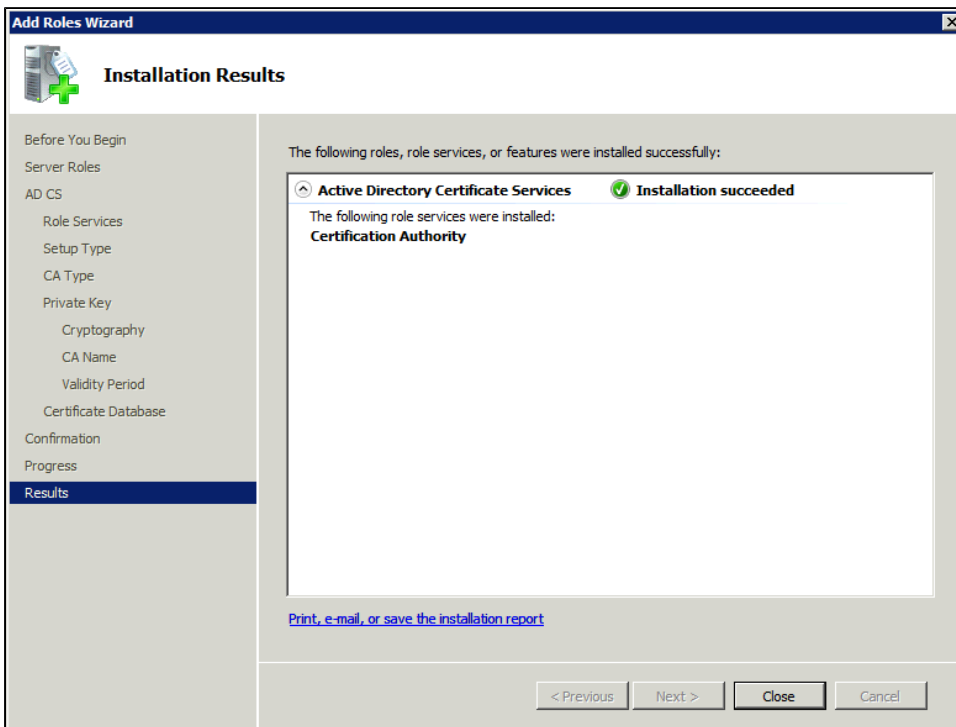 Add Roles Wizard
Installation Results
Before You Begin
Server Roles
AD CS
Role Services
Setup Type
CA Type
Private Key
Cryptography
CA Name
Validity Period
Certificate Database
Confirmation
Progress
Results
The following roles, role services, or features were installed successfully:
Active Directory Certificate Services Installation succeeded
The following role services were installed:
Certification Authority
Print, e-mail, or save the installation report
< Previous Next > Close Cancel